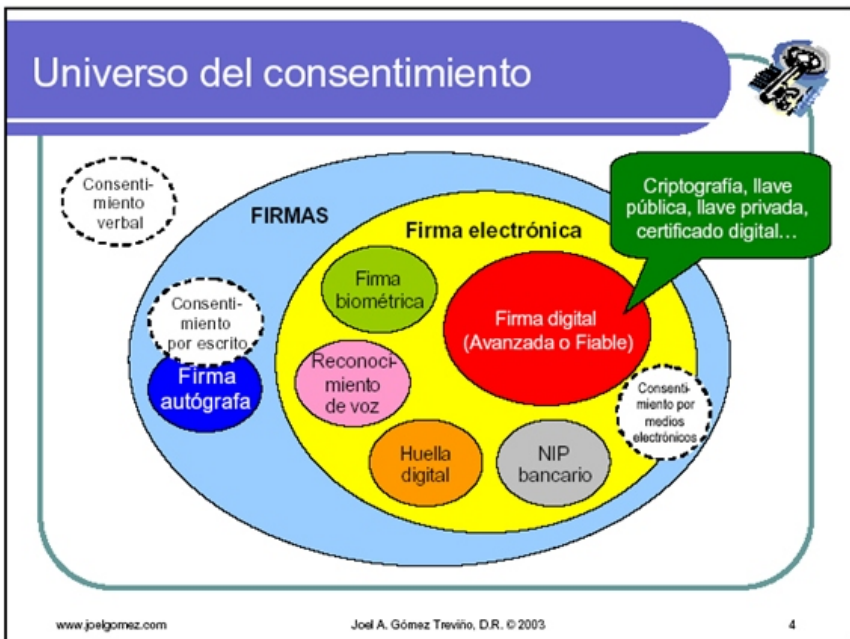 Universo del consentimiento
Consenti-
miento
verbal
FIRMAS
Firma electrónica
Criptografía, llave
pública, llave privada,
certificado digital…
Firma
biométrica
Firma digital
(Avanzada o Fiable)
Consenti-
miento
por escrito
Firma
autógrafa
Reconoci-
miento
de voz
Consenti-
miento por
medios
electrónicos
Huella
digital
NIP
bancario
www.joelgomez.com
Joel A. Gómez Treviño, D.R. © 2003
4